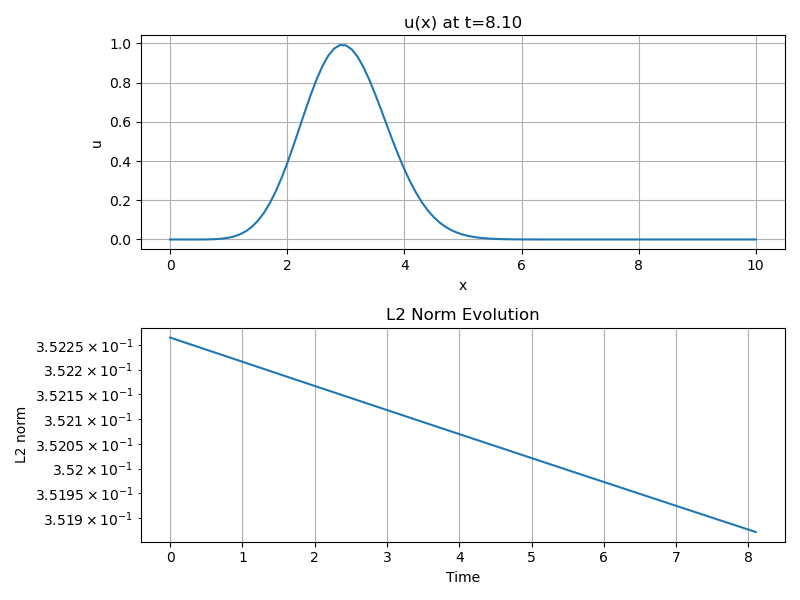 u(x) at t=8.10
1.0
0.8
0.6
0.4
0.2
0.0
u
0 2 4 6 8 10
x
L2 Norm Evolution
3.5225 × 10⁻¹
3.522 × 10⁻¹
3.5215 × 10⁻¹
3.521 × 10⁻¹
3.5205 × 10⁻¹
3.52 × 10⁻¹
3.5195 × 10⁻¹
3.519 × 10⁻¹
L2 norm
0 1 2 3 4 5 6 7 8
Time